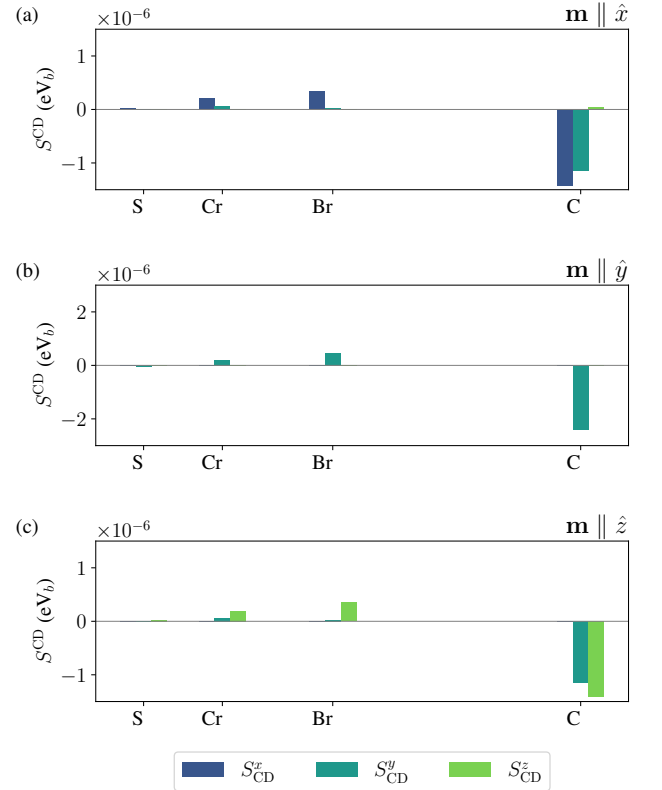 (a) ×10⁻⁶ m ∥ x̂
1
0
−1
S^CD (eV_b)
S Cr Br C
(b) ×10⁻⁶ m ∥ ŷ
2
0
−2
S^CD (eV_b)
S Cr Br C
(c) ×10⁻⁶ m ∥ ẑ
1
0
−1
S^CD (eV_b)
S Cr Br C
S^x_CD S^y_CD S^z_CD